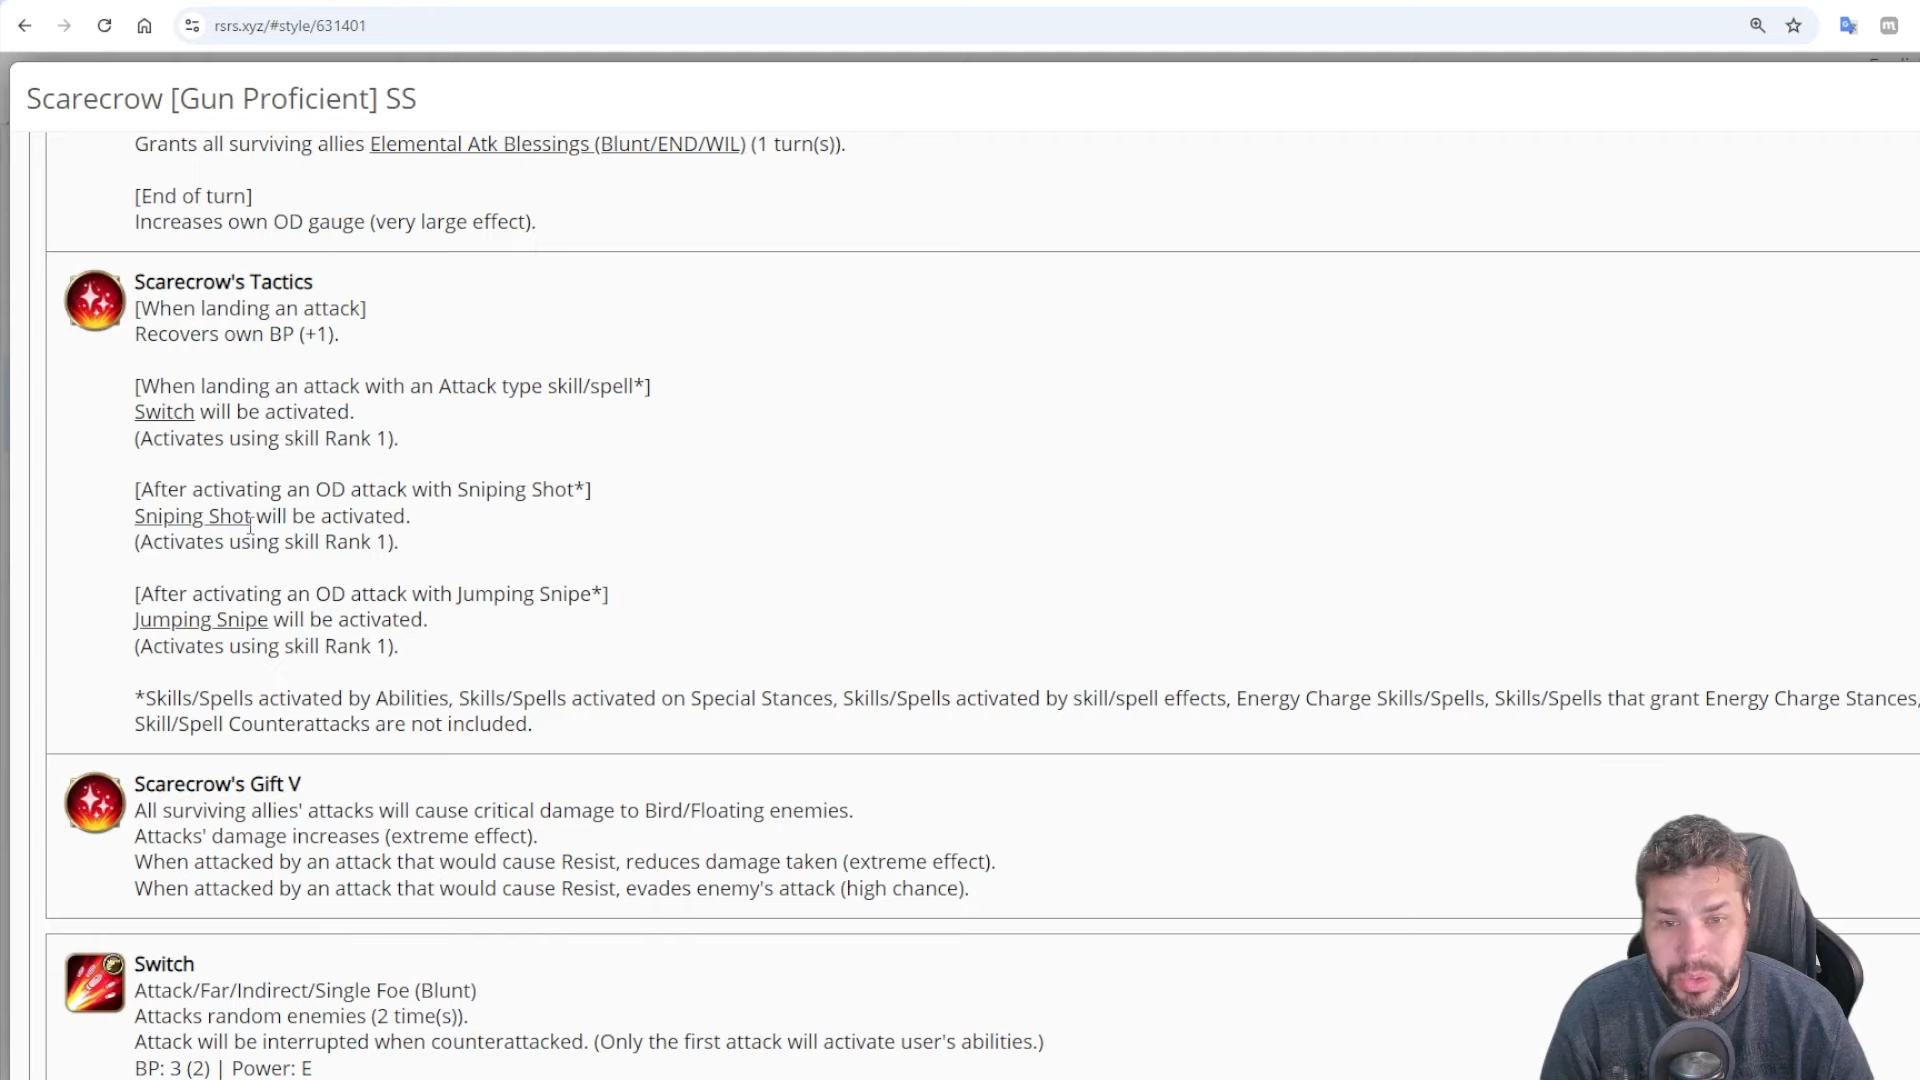 rsrs.xyz/#style/631401
Scarecrow [Gun Proficient] SS
Grants all surviving allies Elemental Atk Blessings (Blunt/END/WIL) (1 turn(s)).
[End of turn]
Increases own OD gauge (very large effect).
Scarecrow's Tactics
[When landing an attack]
Recovers own BP (+1).
[When landing an attack with an Attack type skill/spell*]
Switch will be activated.
(Activates using skill Rank 1).
[After activating an OD attack with Sniping Shot*]
Sniping Shot will be activated.
(Activates using skill Rank 1).
[After activating an OD attack with Jumping Snipe*]
Jumping Snipe will be activated.
(Activates using skill Rank 1).
*Skills/Spells activated by Abilities, Skills/Spells activated on Special Stances, Skills/Spells activated by skill/spell effects, Energy Charge Skills/Spells, Skills/Spells that grant Energy Charge Stances,
Skill/Spell Counterattacks are not included.
Scarecrow's Gift V
All surviving allies' attacks will cause critical damage to Bird/Floating enemies.
Attacks' damage increases (extreme effect).
When attacked by an attack that would cause Resist, reduces damage taken (extreme effect).
When attacked by an attack that would cause Resist, evades enemy's attack (high chance).
Switch
Attack/Far/Indirect/Single Foe (Blunt)
Attacks random enemies (2 time(s)).
Attack will be interrupted when counterattacked. (Only the first attack will activate user's abilities.)
BP: 3 (2) | Power: E